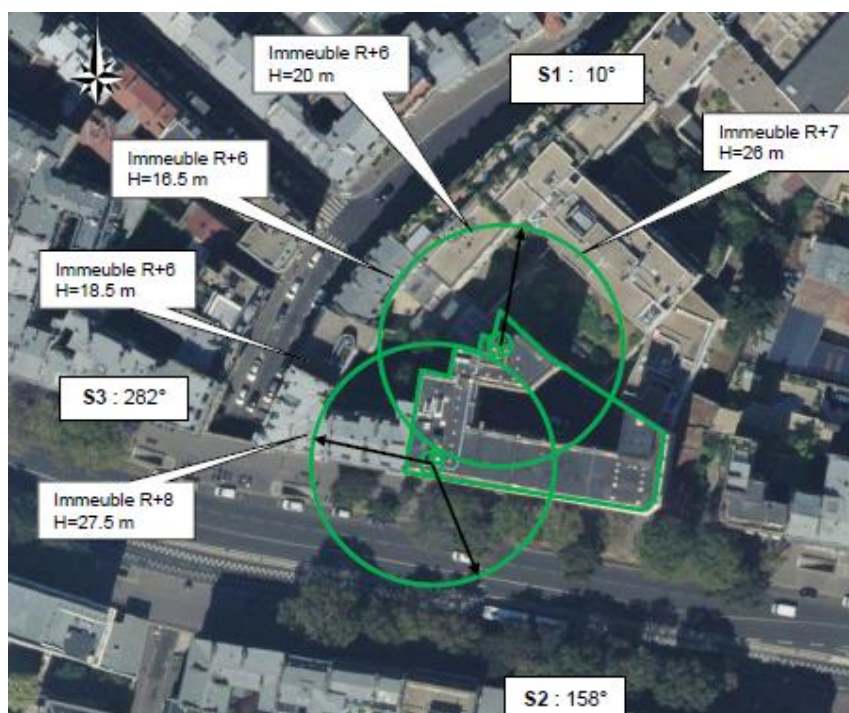 Immeuble R+6
H=20 m
S1 : 10°
Immeuble R+7
H=26 m
Immeuble R+6
H=16.5 m
Immeuble R+6
H=18.5 m
S3 : 282°
Immeuble R+8
H=27.5 m
S2 : 158°